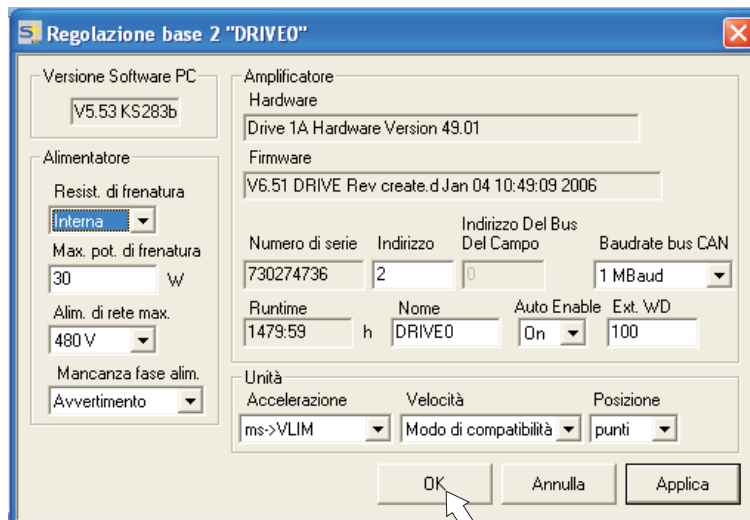 Regolazione base 2 "DRIVE0"
Versione Software PC
V5.53 KS283b
Alimentatore
Resist. di frenatura
Interna
Max. pot. di frenatura
30 W
Alim. di rete max.
480 V
Mancanza fase alim.
Avvertimento
Amplificatore
Hardware
Drive 1A Hardware Version 49.01
Firmware
V6.51 DRIVE Rev create.d Jan 04 10:49:09 2006
Numero di serie
730274736
Indirizzo
2
Indirizzo Del Bus
Del Campo
0
Baudrate bus CAN
1 MBaud
Runtime
1479:59 h
Nome
DRIVE0
Auto Enable
On
Ext. WD
100
Unità
Accelerazione
ms->VLIM
Velocità
Modo di compatibilità
Posizione
punti
OK
Annulla
Applica